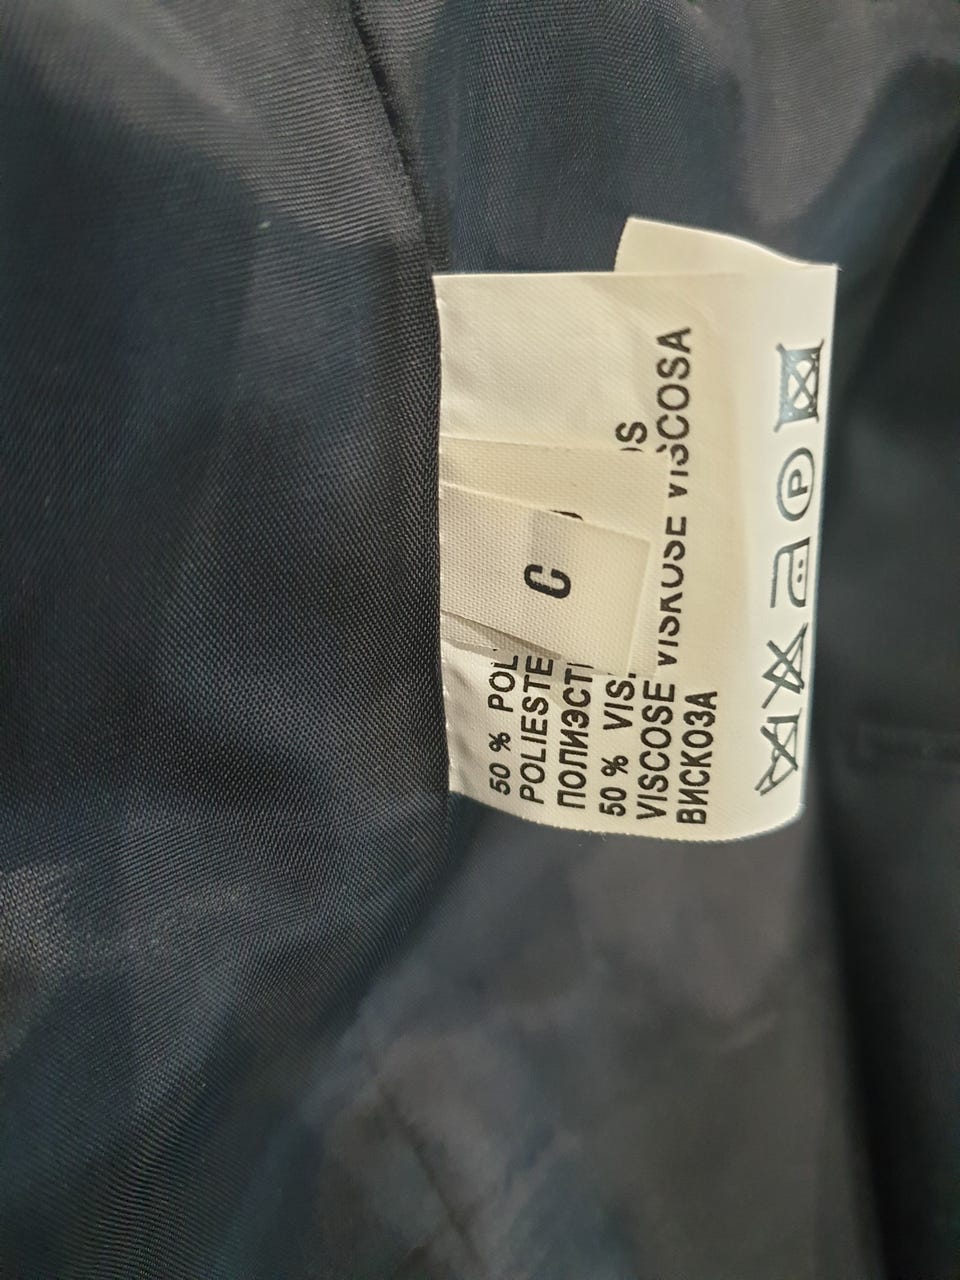 50 % POL
POLIESTE
ПОЛИЭСТ
50 % VIS
VISCOSE VISKOSE VISCOSA
ВИСКОЗА
C
P